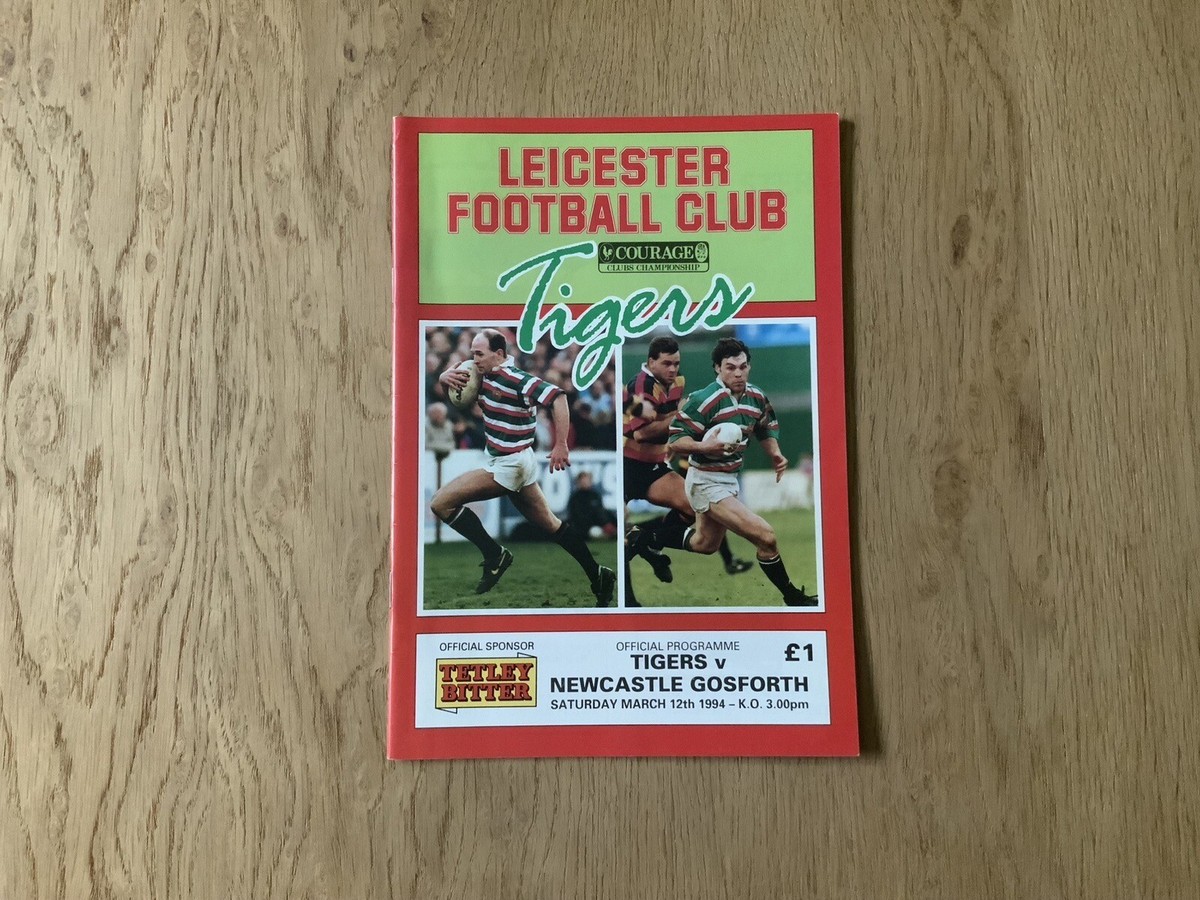 LEICESTER
FOOTBALL CLUB
COURAGE
CLUBS CHAMPIONSHIP
Tigers
OFFICIAL SPONSOR
TETLEY
BITTER
OFFICIAL PROGRAMME
£1
TIGERS v
NEWCASTLE GOSFORTH
SATURDAY MARCH 12th 1994 – K.O. 3.00pm